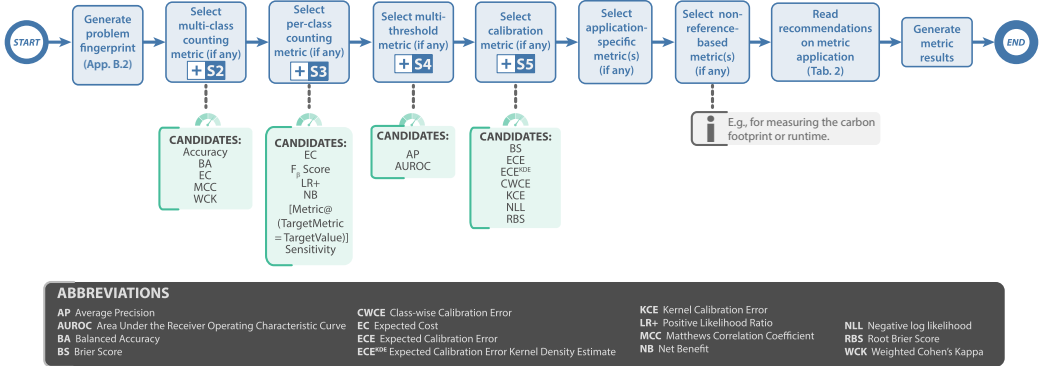 START
Generate
problem
fingerprint
(App. B.2)
Select
multi-class
counting
metric (if any)
+ S2
Select
per-class
counting
metric (if any)
+ S3
Select multi-
threshold
metric (if any)
+ S4
Select
calibration
metric (if any)
+ S5
Select
application-
specific
metric(s)
(if any)
Select non-
reference-
based
metric(s)
(if any)
Read
recommendations
on metric
application
(Tab. 2)
Generate
metric
results
END
CANDIDATES:
Accuracy
BA
EC
MCC
WCK
CANDIDATES:
EC
Fβ Score
LR+
NB
[Metric@
(TargetMetric
= TargetValue)]
Sensitivity
CANDIDATES:
AP
AUROC
CANDIDATES:
BS
ECE
ECEKDE
CWCE
KCE
NLL
RBS
i
E.g., for measuring the carbon
footprint or runtime.
ABBREVIATIONS
AP Average Precision
AUROC Area Under the Receiver Operating Characteristic Curve
BA Balanced Accuracy
BS Brier Score
CWCE Class-wise Calibration Error
EC Expected Cost
ECE Expected Calibration Error
ECEKDE Expected Calibration Error Kernel Density Estimate
KCE Kernel Calibration Error
LR+ Positive Likelihood Ratio
MCC Matthews Correlation Coefficient
NB Net Benefit
NLL Negative log likelihood
RBS Root Brier Score
WCK Weighted Cohen's Kappa